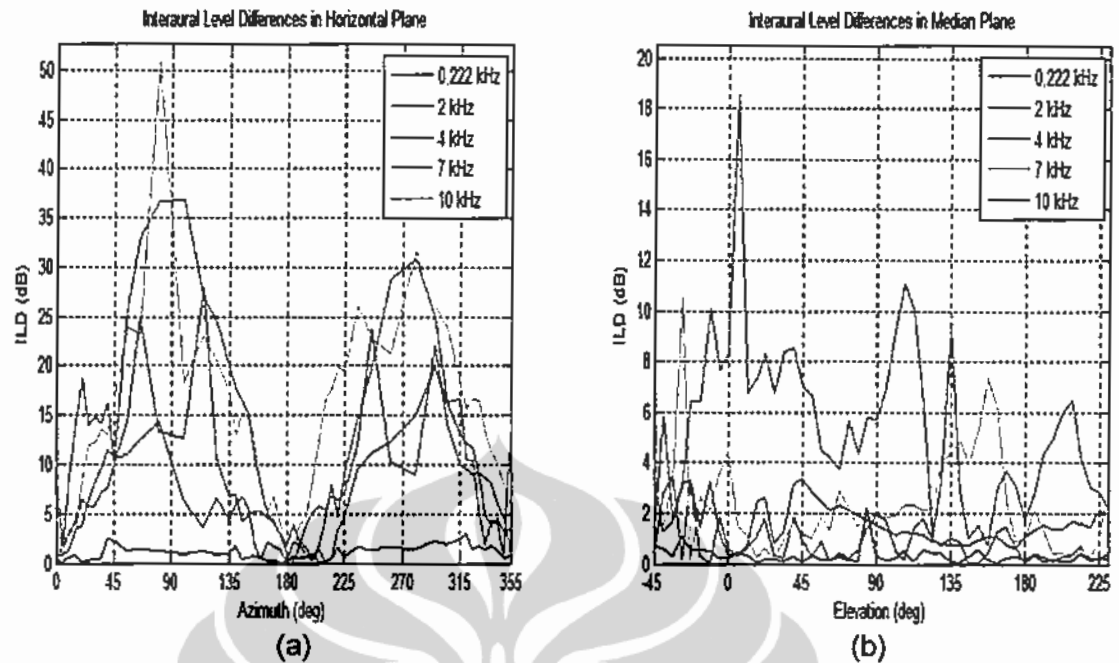 Interaural Level Differences in Horizontal Plane
50
45
40
35
30
25
20
15
10
5
0
ILD (dB)
0,222 kHz
2 kHz
4 kHz
7 kHz
10 kHz
0 45 90 135 180 225 270 315 355
Azimuth (deg)
(a)
Interaural Level Differences in Median Plane
20
18
16
14
12
10
8
6
4
2
0
ILD (dB)
0,222 kHz
2 kHz
4 kHz
7 kHz
10 kHz
-45 0 45 90 135 180 225
Elevation (deg)
(b)